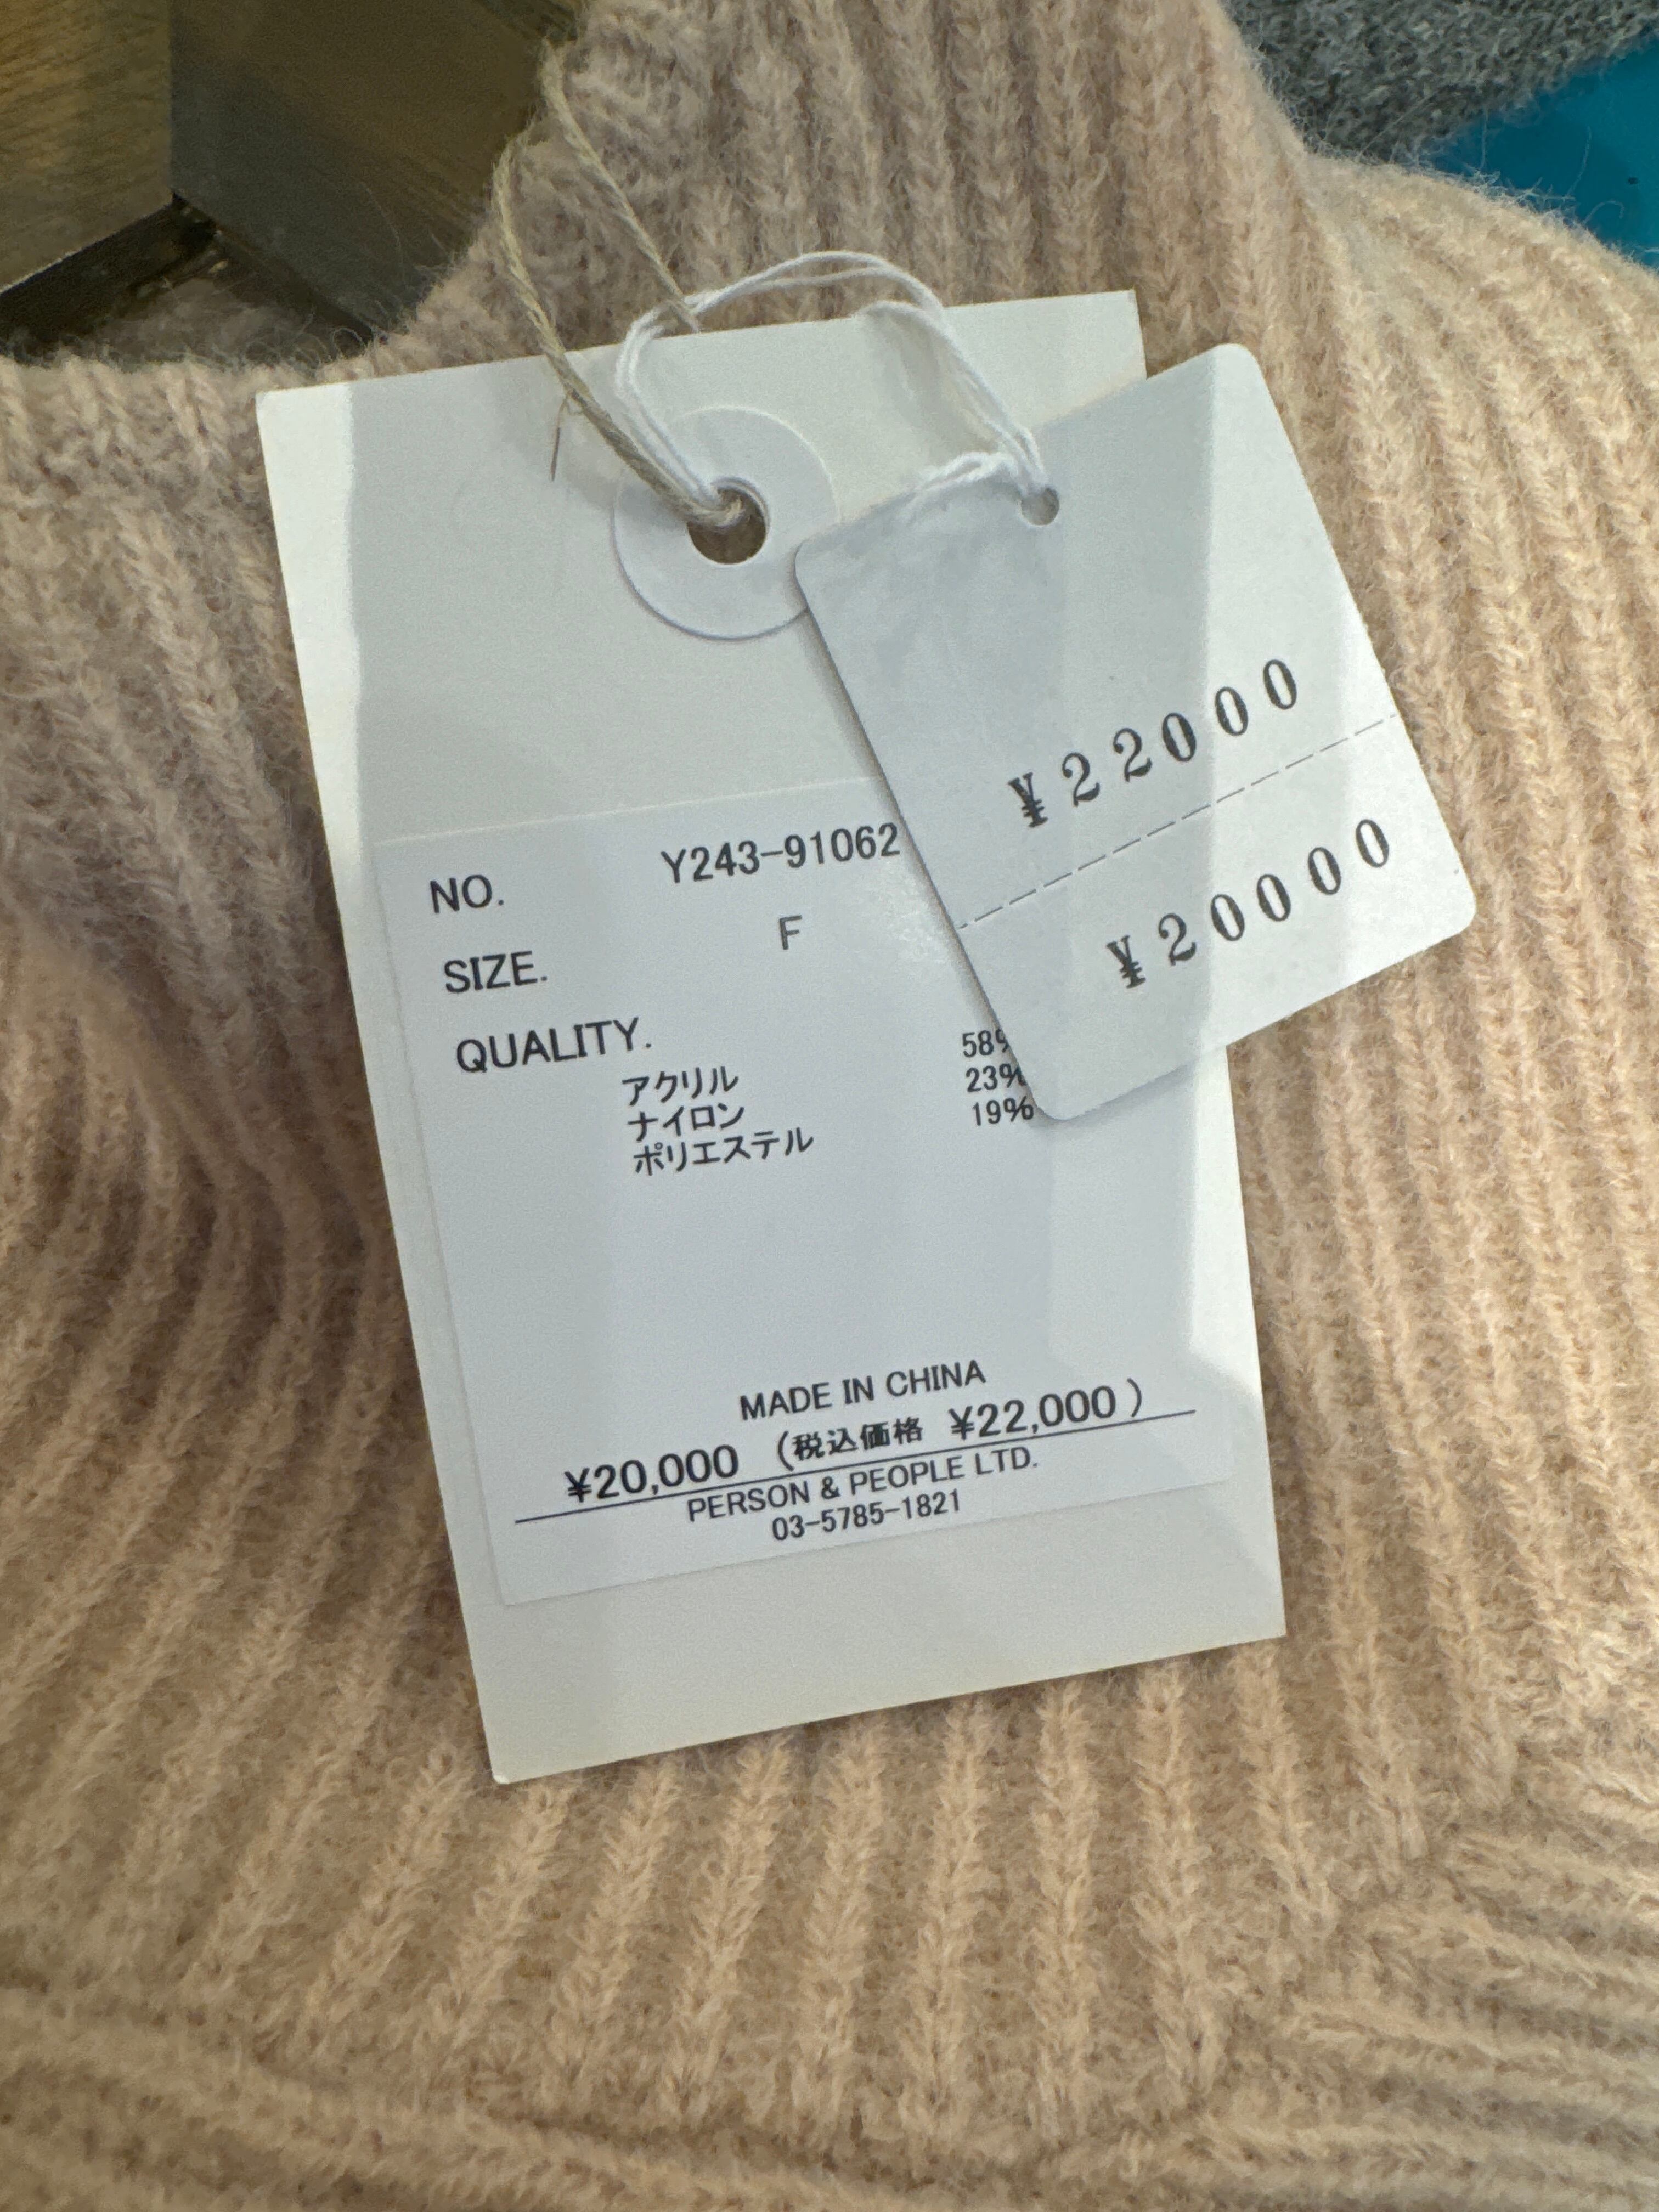 ¥22000
¥20000
NO. Y243-91062
SIZE. F
QUALITY.
アクリル 58%
ナイロン 23%
ポリエステル 19%
MADE IN CHINA
¥20,000 (税込価格 ¥22,000)
PERSON & PEOPLE LTD.
03-5785-1821